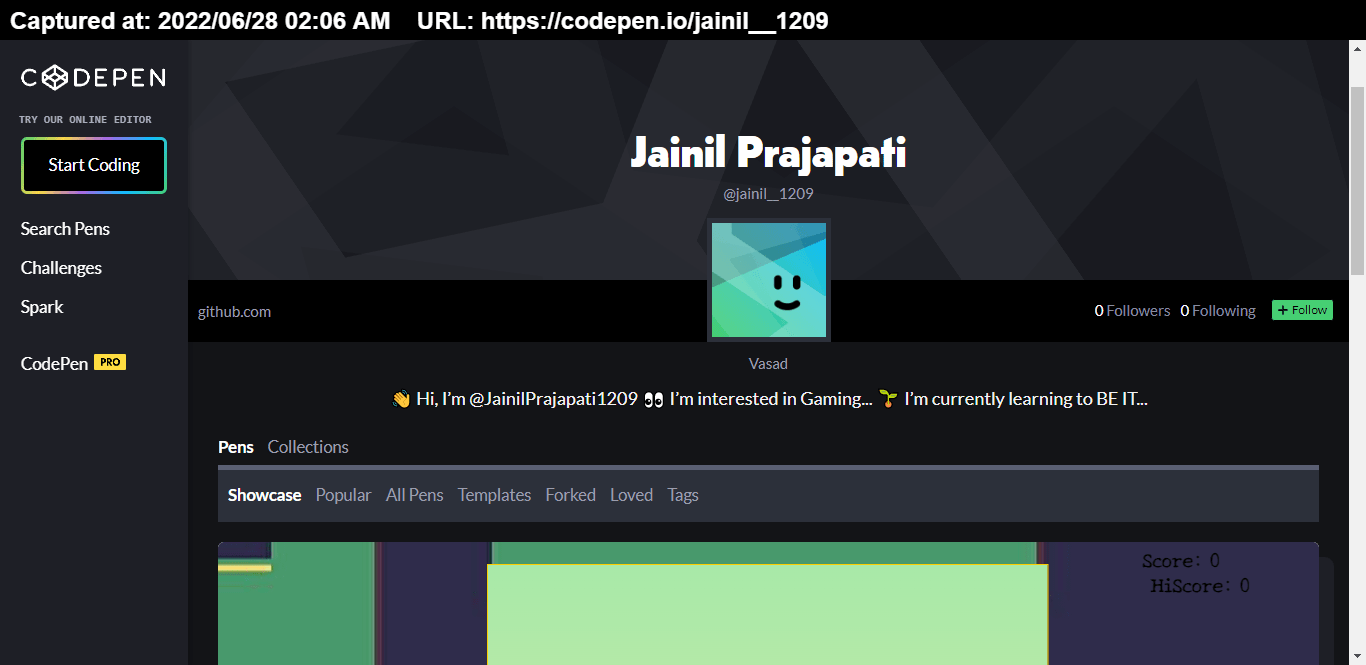 Captured at: 2022/06/28 02:06 AM    URL: https://codepen.io/jainil__1209
CODEPEN
TRY OUR ONLINE EDITOR
Start Coding
Search Pens
Challenges
Spark
CodePen PRO
Jainil Prajapati
@jainil__1209
github.com
0 Followers 0 Following + Follow
Vasad
👋 Hi, I’m @JainilPrajapati1209 👀 I’m interested in Gaming... 🌱 I’m currently learning to BE IT...
Pens Collections
Showcase Popular All Pens Templates Forked Loved Tags
Score: 0
HiScore: 0